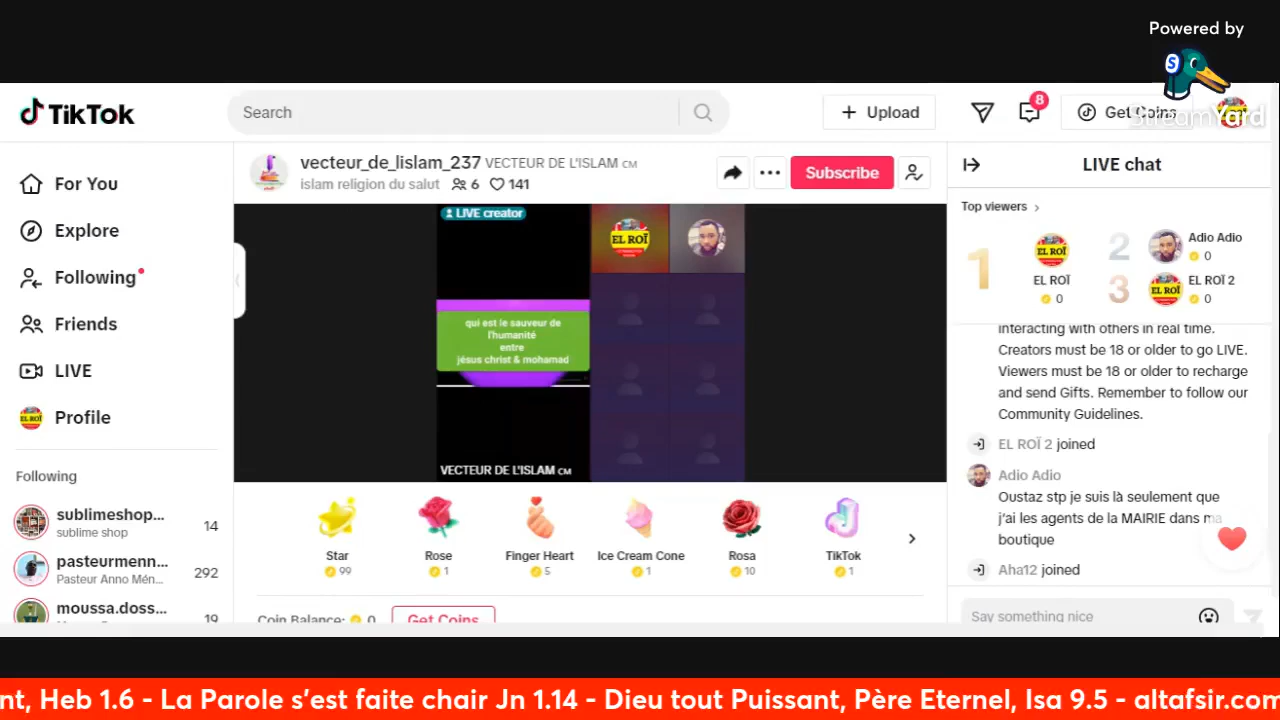 Powered by
StreamYard
TikTok
Search
Upload
8
Get Coins
For You
Explore
Following
Friends
LIVE
Profile
Following
sublimeshop...
sublime shop
14
pasteurmenn...
Pasteur Anno Mén...
292
moussa.doss...
19
vecteur_de_lislam_237 VECTEUR DE L'ISLAM CM
islam religion du salut 6 141
Subscribe
LIVE creator
EL ROÏ
qui est le sauveur de
l'humanité
entre
jésus christ & mohamad
VECTEUR DE L'ISLAM CM
Star
99
Rose
1
Finger Heart
5
Ice Cream Cone
1
Rosa
10
TikTok
1
Coin Balance: 0
Get Coins
LIVE chat
Top viewers
1
EL ROÏ
EL ROÏ
0
2
Adio Adio
0
3
EL ROÏ
EL ROÏ 2
0
interacting with others in real time.
Creators must be 18 or older to go LIVE.
Viewers must be 18 or older to recharge
and send Gifts. Remember to follow our
Community Guidelines.
EL ROÏ 2 joined
Adio Adio
Oustaz stp je suis là seulement que
j'ai les agents de la MAIRIE dans ma
boutique
Aha12 joined
Say something nice
nt, Heb 1.6 - La Parole s'est faite chair Jn 1.14 - Dieu tout Puissant, Père Eternel, Isa 9.5 - altafsir.com